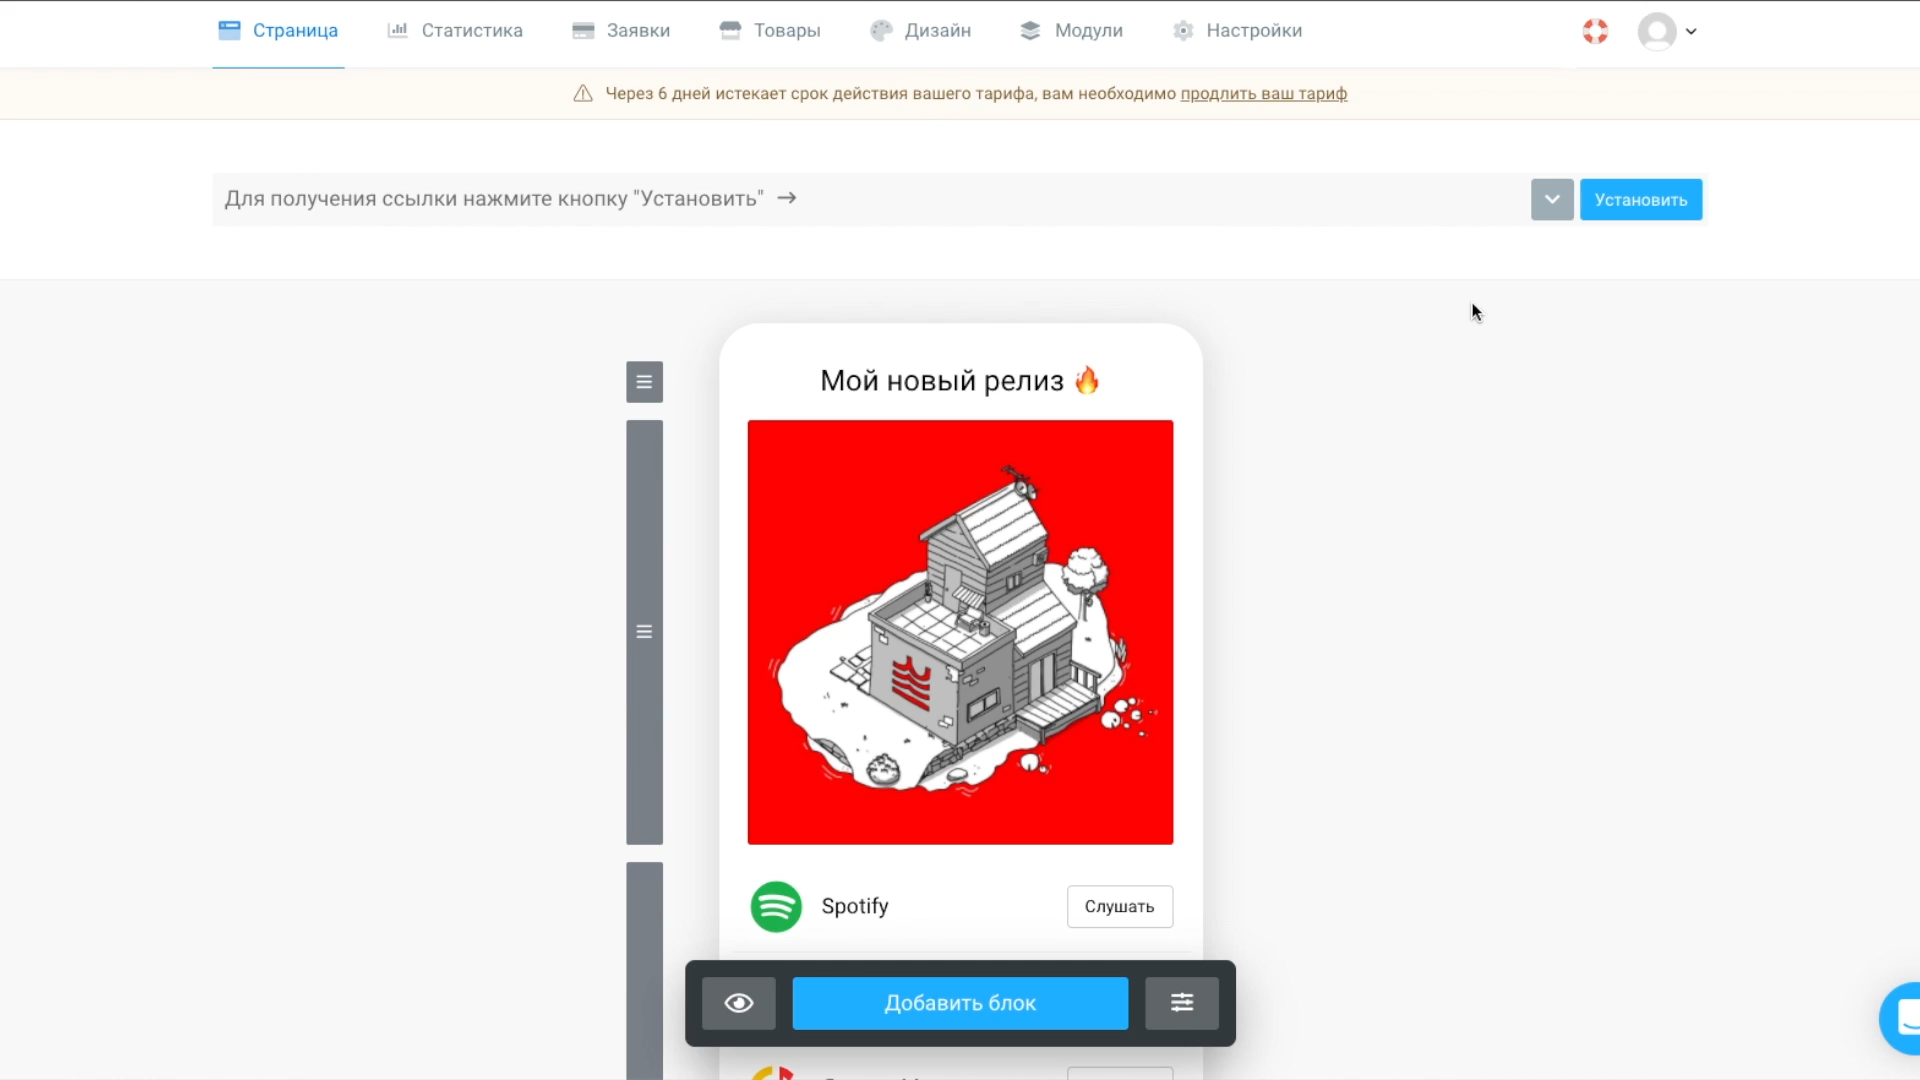 Страница Статистика Заявки Товары Дизайн Модули Настройки
Через 6 дней истекает срок действия вашего тарифа, вам необходимо продлить ваш тариф
Для получения ссылки нажмите кнопку "Установить" → Установить
Мой новый релиз 🔥
Spotify Слушать
Добавить блок